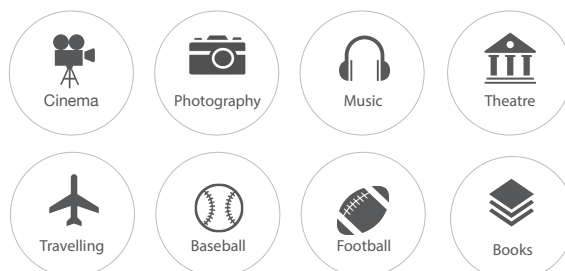 Cinema
Photography
Music
Theatre
Travelling
Baseball
Football
Books